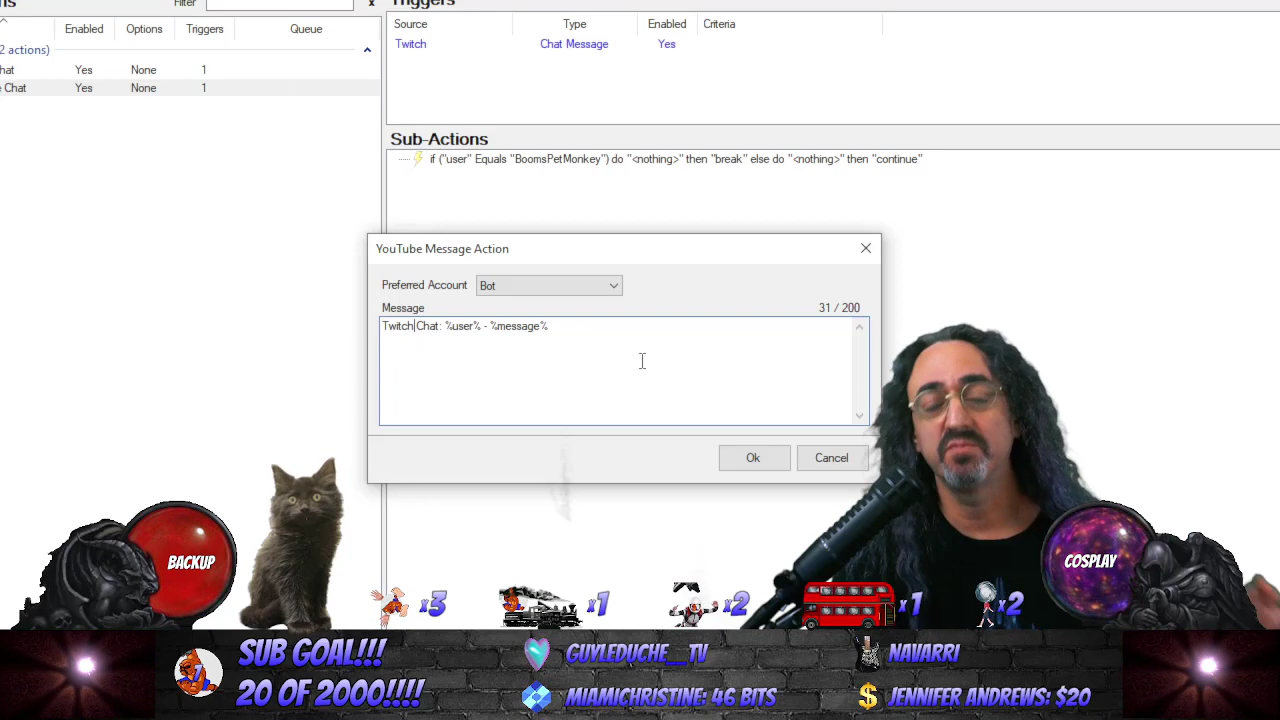 Filter
x
Triggers
Enabled Options Triggers Queue
Source Type Enabled Criteria
2 actions)
Twitch Chat Message Yes
hat Yes None 1
e Chat Yes None 1
Sub-Actions
if ("user" Equals "BoomsPetMonkey") do "<nothing>" then "break" else do "<nothing>" then "continue"
YouTube Message Action
Preferred Account Bot
Message 31 / 200
Twitch Chat: %user% - %message%
Ok Cancel
BACKUP
COSPLAY
x3 x1 x2 x1 x2
SUB GOAL!!!
20 OF 2000!!!!
GUYLEDUCHE__TV
MIAMICHRISTINE: 46 BITS
NAVARRI
JENNIFER ANDREWS: $20